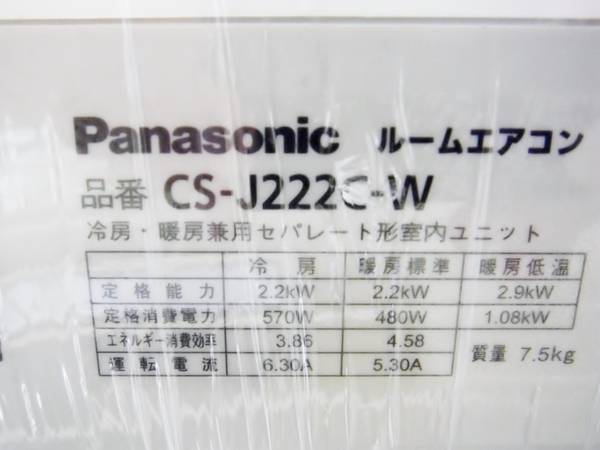 Panasonic ルームエアコン
品番 CS-J222C-W
冷房・暖房兼用セパレート形室内ユニット
冷房 暖房標準 暖房低温
定格能力 2.2kW 2.2kW 2.9kW
定格消費電力 570W 480W 1.08kW
エネルギー消費効率 3.86 4.58
運転電流 6.30A 5.30A
質量 7.5kg